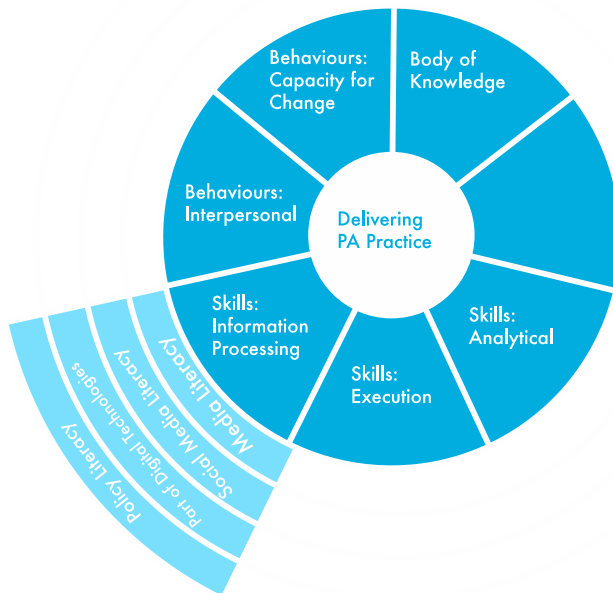 Behaviours:
Capacity for
Change
Body of
Knowledge
Behaviours:
Interpersonal
Delivering
PA Practice
Skills:
Information
Processing
Skills:
Analytical
Skills:
Execution
Media Literacy
Social Media Literacy
Part of Digital Technologies
Policy Literacy